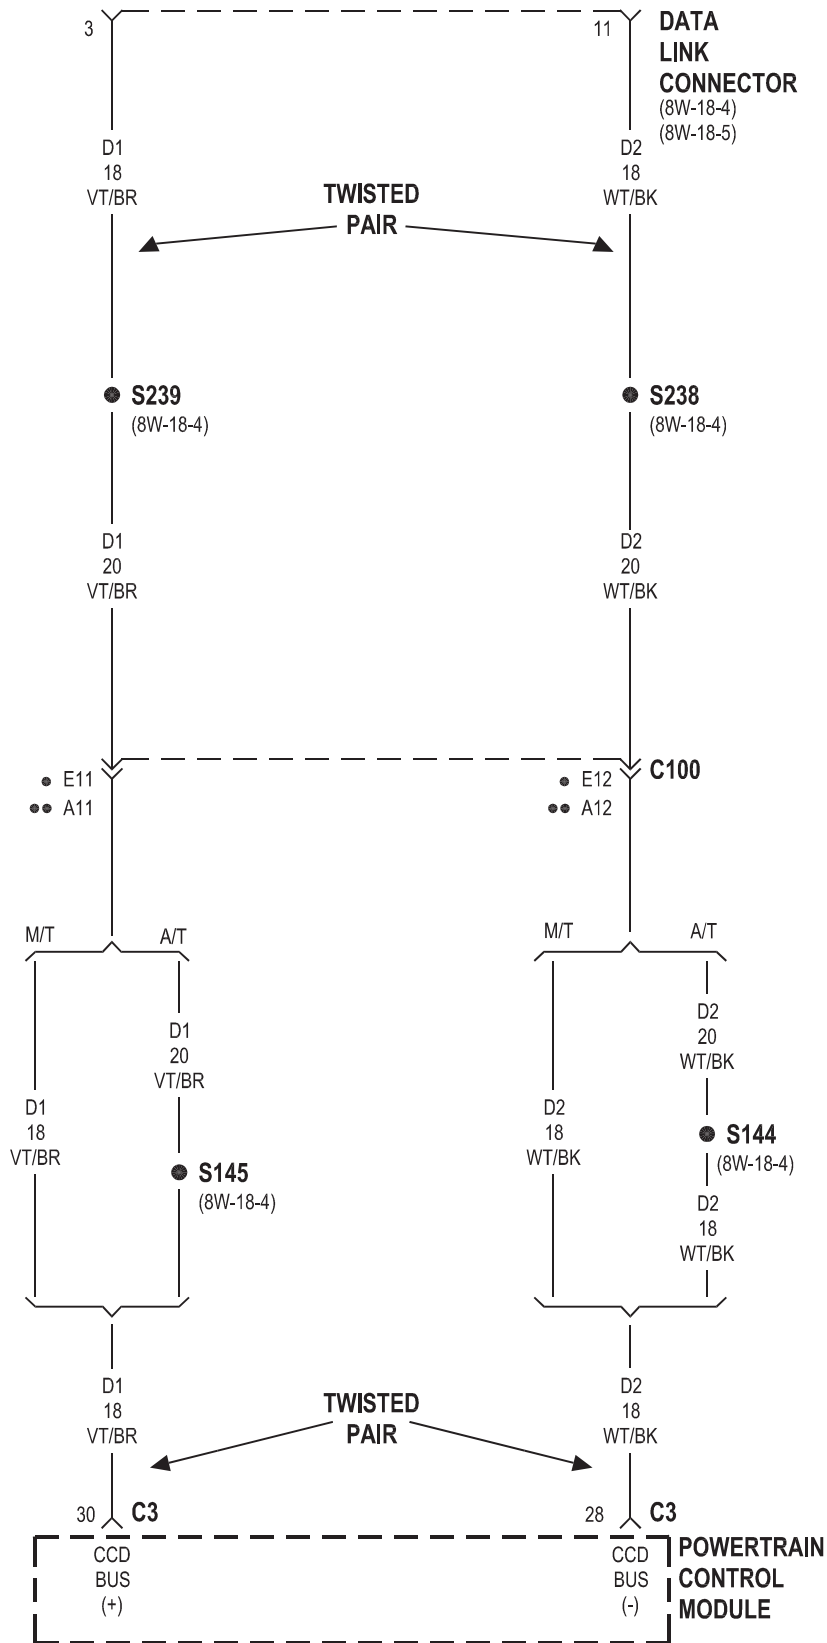 3
11
DATA
LINK
CONNECTOR
(8W-18-4)
(8W-18-5)
D1
18
VT/BR
D2
18
WT/BK
TWISTED
PAIR
S239
(8W-18-4)
S238
(8W-18-4)
D1
20
VT/BR
D2
20
WT/BK
C100
E11
A11
E12
A12
M/T
A/T
M/T
A/T
D1
18
VT/BR
D1
20
VT/BR
S145
(8W-18-4)
D2
18
WT/BK
D2
20
WT/BK
S144
(8W-18-4)
D2
18
WT/BK
D1
18
VT/BR
D2
18
WT/BK
TWISTED
PAIR
30
C3
28
C3
CCD
BUS
(+)
CCD
BUS
(-)
POWERTRAIN
CONTROL
MODULE